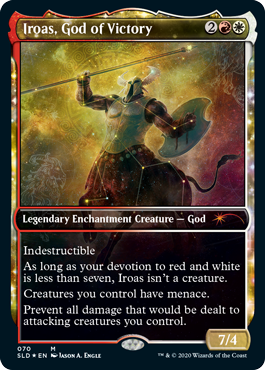 Iroas, God of Victory 2
Legendary Enchantment Creature — God
Indestructible
As long as your devotion to red and white
is less than seven, Iroas isn't a creature.
Creatures you control have menace.
Prevent all damage that would be dealt to
attacking creatures you control.
7/4
070 M
SLD EN Jason A. Engle
™ & © 2020 Wizards of the Coast